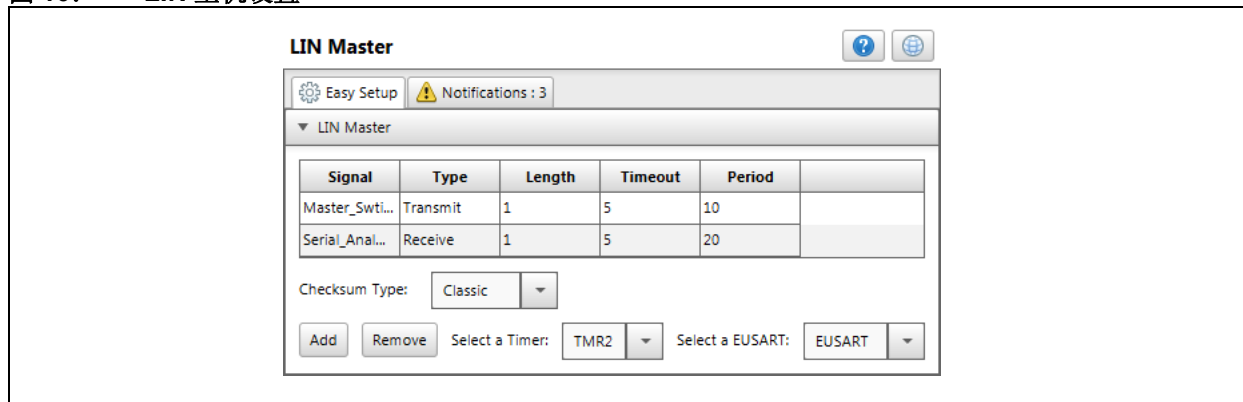 LIN Master
Easy Setup
Notifications : 3
LIN Master
Signal Type Length Timeout Period
Master_Swti... Transmit 1 5 10
Serial_Anal... Receive 1 5 20
Checksum Type: Classic
Add Remove Select a Timer: TMR2 Select a EUSART: EUSART